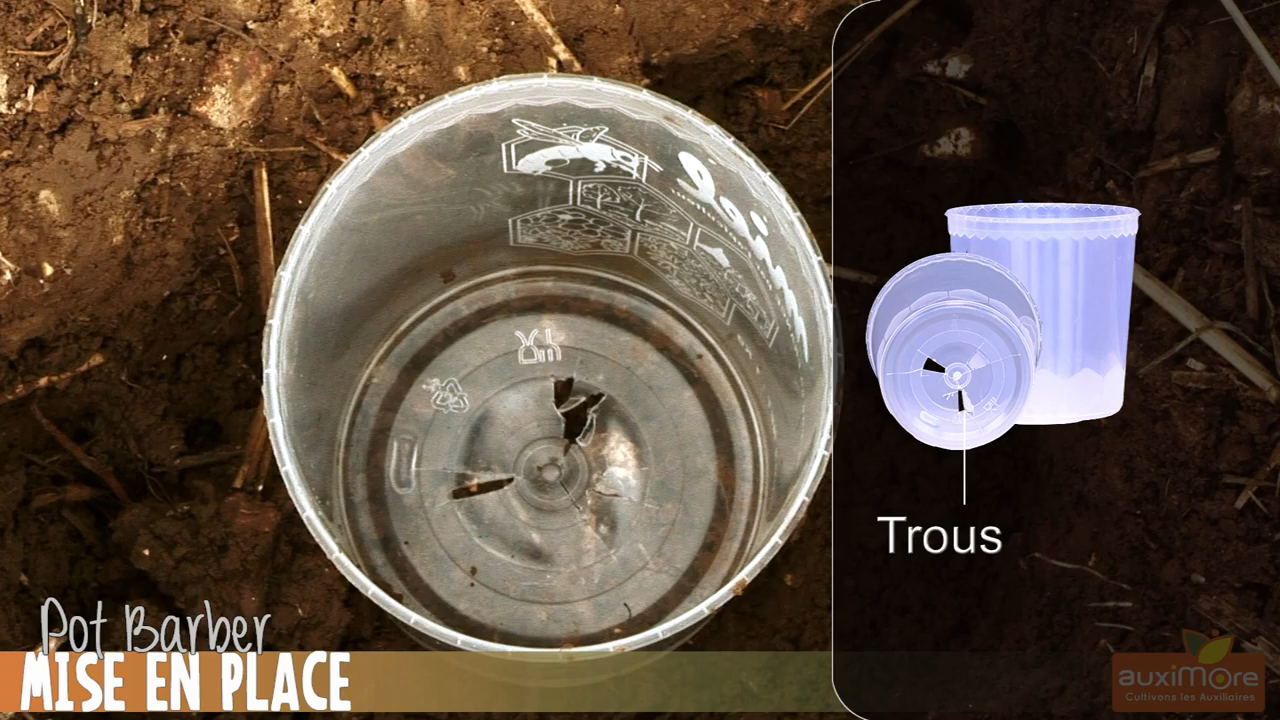 Trous
Pot Barber
MISE EN PLACE
auxiMore
Cultivons les Auxiliaires